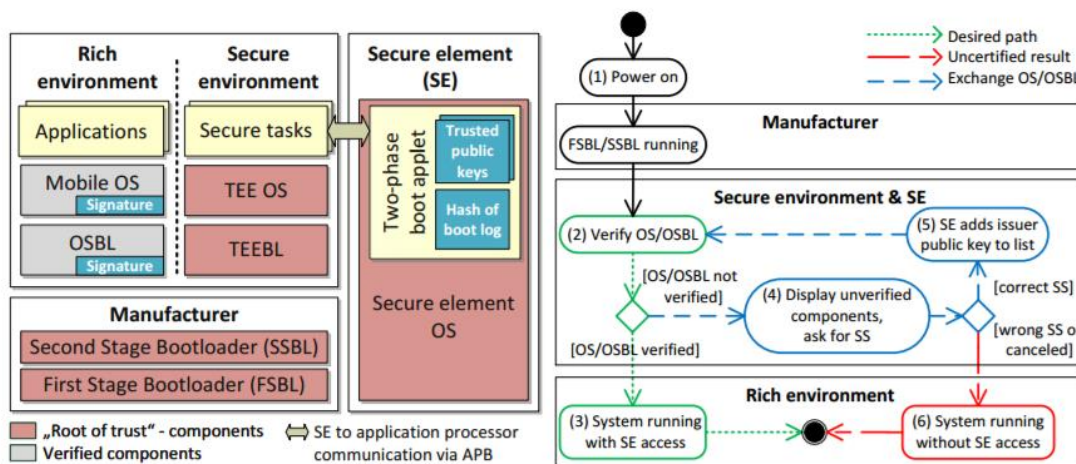 Rich
environment
Applications
Mobile OS
Signature
OSBL
Signature
Secure
environment
Secure tasks
TEE OS
TEEBL
Secure element
(SE)
Two-phase
boot applet
Trusted
public
keys
Hash of
boot log
Secure element
OS
Manufacturer
Second Stage Bootloader (SSBL)
First Stage Bootloader (FSBL)
„Root of trust“ - components
Verified components
SE to application processor
communication via APB
Desired path
Uncertified result
Exchange OS/OSBL
(1) Power on
Manufacturer
FSBL/SSBL running
Secure environment & SE
(2) Verify OS/OSBL
(5) SE adds issuer
public key to list
[OS/OSBL not
verified]
(4) Display unverified
components,
ask for SS
[correct SS]
[wrong SS o
canceled]
[OS/OSBL verified]
Rich environment
(3) System running
with SE access
(6) System running
without SE access